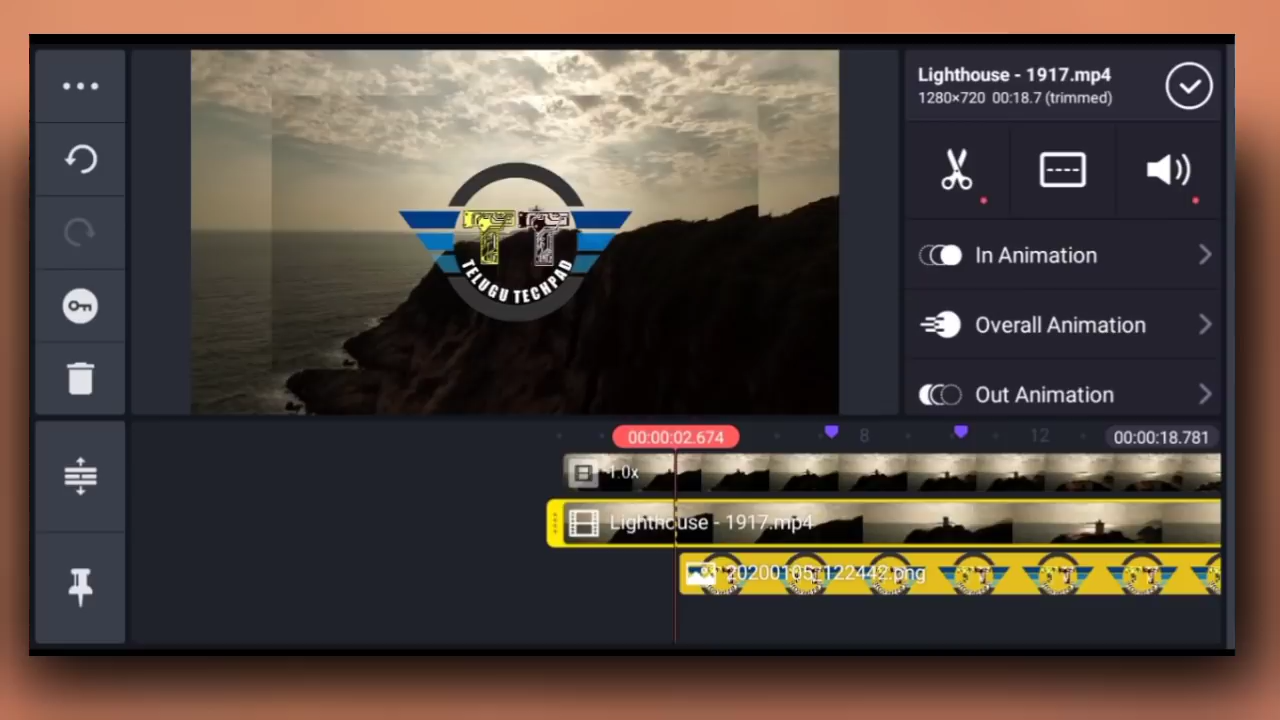 Lighthouse - 1917.mp4
1280×720 00:18.7 (trimmed)
In Animation
Overall Animation
Out Animation
TT
TELUGU TECHPAD
00:00:02.674
8
12
00:00:18.781
1.0x
Lighthouse - 1917.mp4
20200105_122442.png